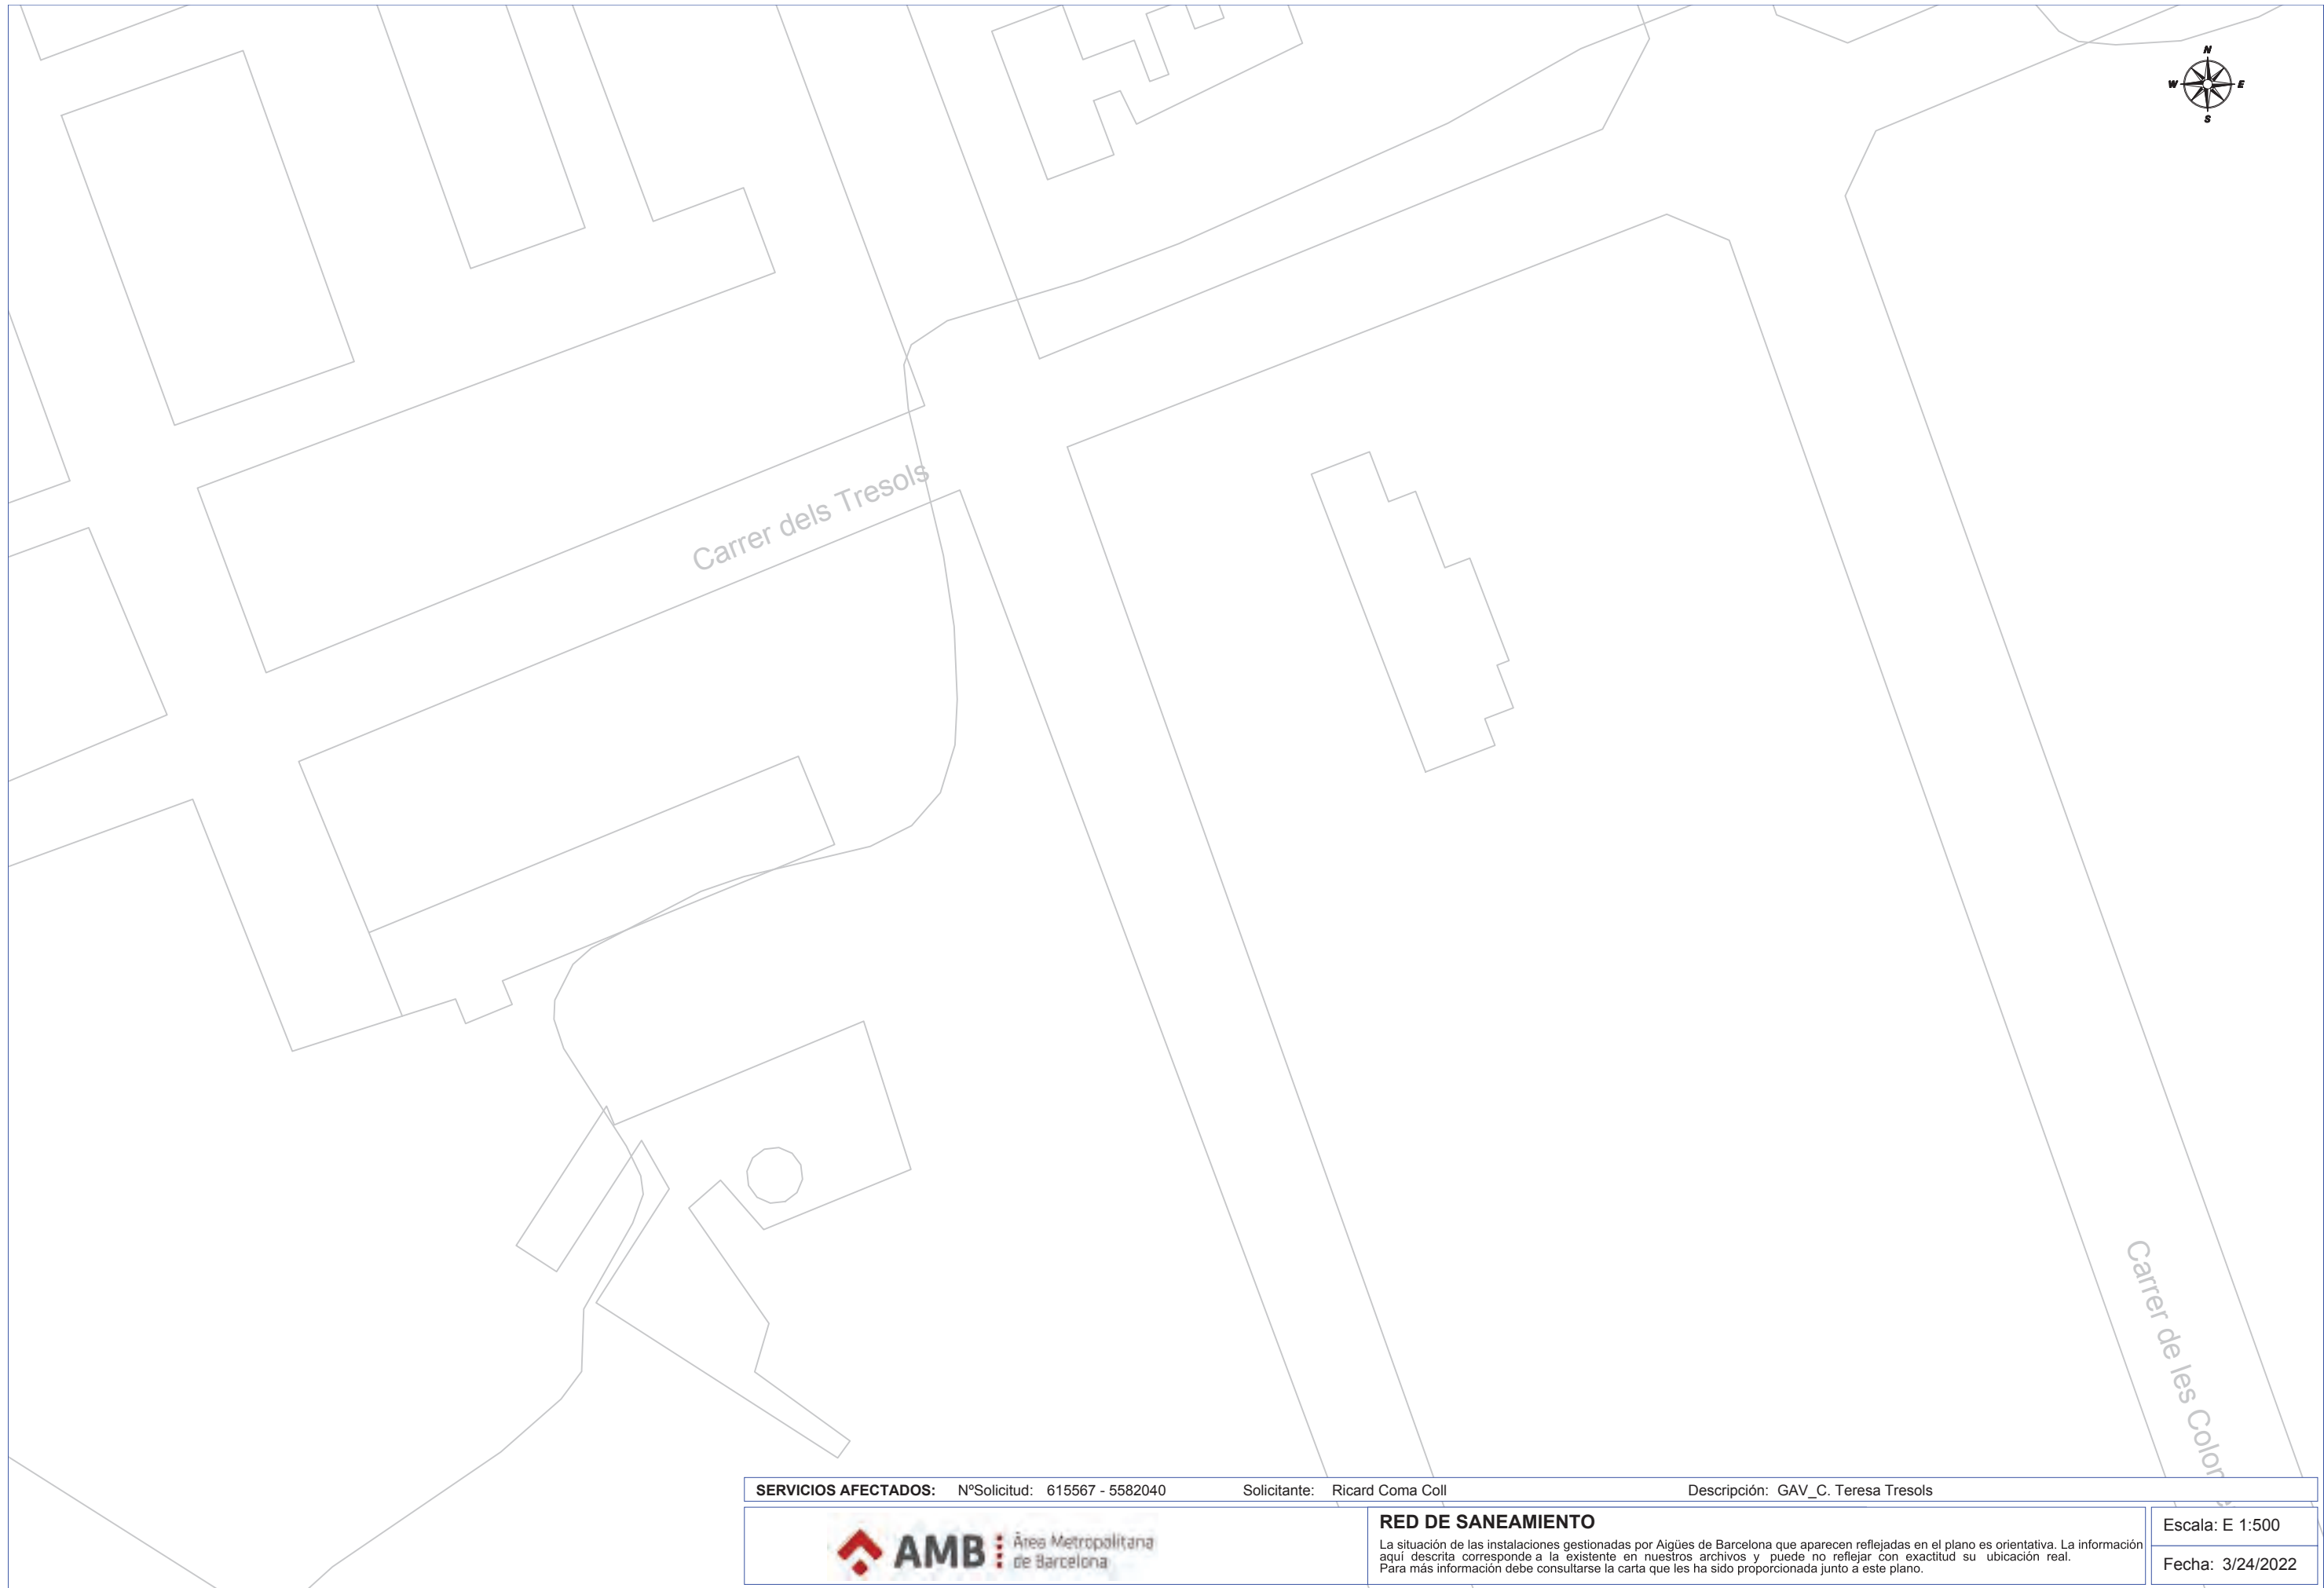 N
W E
S
Carrer dels Tresols
Carrer de les Colon
SERVICIOS AFECTADOS: NºSolicitud: 615567 - 5582040 Solicitante: Ricard Coma Coll Descripción: GAV_C. Teresa Tresols
AMB Àrea Metropolitana
de Barcelona
RED DE SANEAMIENTO
La situación de las instalaciones gestionadas por Aigües de Barcelona que aparecen reflejadas en el plano es orientativa. La información
aquí descrita corresponde a la existente en nuestros archivos y puede no reflejar con exactitud su ubicación real.
Para más información debe consultarse la carta que les ha sido proporcionada junto a este plano.
Escala: E 1:500
Fecha: 3/24/2022